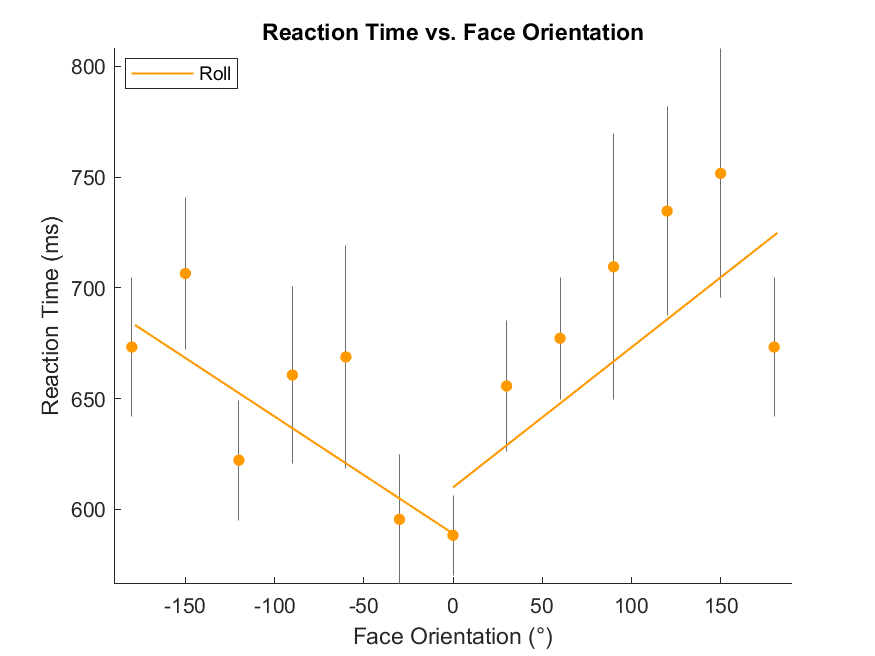 Reaction Time vs. Face Orientation
Roll
800
750
700
650
600
Reaction Time (ms)
-150 -100 -50 0 50 100 150
Face Orientation (°)